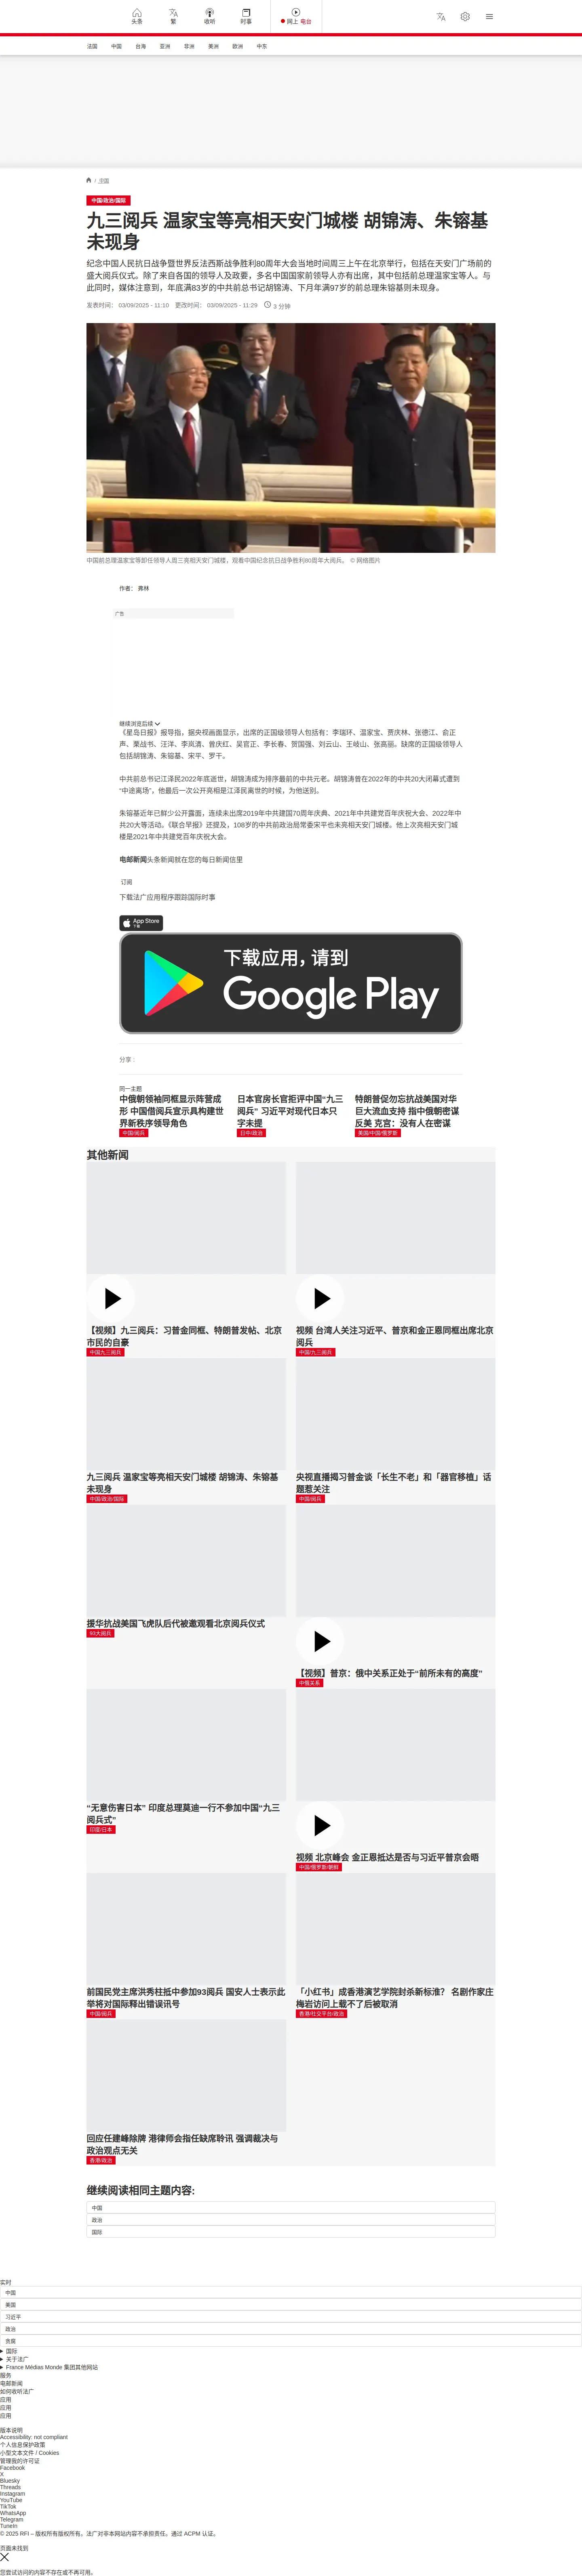 头条
繁
收听
时事
网上 电台
法国
中国
台海
亚洲
非洲
美洲
欧洲
中东
/ 中国
中国/政治/国际
九三阅兵 温家宝等亮相天安门城楼 胡锦涛、朱镕基
未现身
纪念中国人民抗日战争暨世界反法西斯战争胜利80周年大会当地时间周三上午在北京举行，包括在天安门广场前的
盛大阅兵仪式。除了来自各国的领导人及政要，多名中国国家前领导人亦有出席，其中包括前总理温家宝等人。与
此同时，媒体注意到，年底满83岁的中共前总书记胡锦涛、下月年满97岁的前总理朱镕基则未现身。
发表时间： 03/09/2025 - 11:10 更改时间： 03/09/2025 - 11:29 3 分钟
中国前总理温家宝等卸任领导人周三亮相天安门城楼，观看中国纪念抗日战争胜利80周年大阅兵。 © 网络图片
作者： 弗林
广告
继续浏览后续
《星岛日报》报导指，据央视画面显示，出席的正国级领导人包括有：李瑞环、温家宝、贾庆林、张德江、俞正
声、栗战书、汪洋、李岚清、曾庆红、吴官正、李长春、贺国强、刘云山、王岐山、张高丽。缺席的正国级领导人
包括胡锦涛、朱镕基、宋平、罗干。
中共前总书记江泽民2022年底逝世，胡锦涛成为排序最前的中共元老。胡锦涛曾在2022年的中共20大闭幕式遭到
“中途离场”，他最后一次公开亮相是江泽民离世的时候，为他送别。
朱镕基近年已鲜少公开露面，连续未出席2019年中共建国70周年庆典、2021年中共建党百年庆祝大会、2022年中
共20大等活动。《联合早报》还提及，108岁的中共前政治局常委宋平也未亮相天安门城楼。他上次亮相天安门城
楼是2021年中共建党百年庆祝大会。
电邮新闻头条新闻就在您的每日新闻信里
订阅
下载法广应用程序跟踪国际时事
App Store
下载
下载应用，请到
Google Play
分享 :
同一主题
中俄朝领袖同框显示阵营成
形 中国借阅兵宣示具构建世
界新秩序领导角色
中国/阅兵
日本官房长官拒评中国“九三
阅兵” 习近平对现代日本只
字未提
日中/政治
特朗普促勿忘抗战美国对华
巨大流血支持 指中俄朝密谋
反美 克宫：没有人在密谋
美国/中国/俄罗斯
其他新闻
【视频】九三阅兵：习普金同框、特朗普发帖、北京
市民的自豪
中国九三阅兵
视频 台湾人关注习近平、普京和金正恩同框出席北京
阅兵
中国/九三阅兵
九三阅兵 温家宝等亮相天安门城楼 胡锦涛、朱镕基
未现身
中国/政治/国际
央视直播揭习普金谈「长生不老」和「器官移植」话
题惹关注
中国/阅兵
援华抗战美国飞虎队后代被邀观看北京阅兵仪式
93大阅兵
【视频】普京：俄中关系正处于“前所未有的高度”
中俄关系
“无意伤害日本” 印度总理莫迪一行不参加中国“九三
阅兵式”
印度/日本
视频 北京峰会 金正恩抵达是否与习近平普京会晤
中国/俄罗斯/朝鲜
前国民党主席洪秀柱抵中参加93阅兵 国安人士表示此
举将对国际释出错误讯号
中国/阅兵
「小红书」成香港演艺学院封杀新标淮？ 名剧作家庄
梅岩访问上载不了后被取消
香港/社交平台/政治
回应任建峰除牌 港律师会指任缺席聆讯 强调裁决与
政治观点无关
香港/政治
继续阅读相同主题内容:
中国
政治
国际
实时
中国
美国
习近平
政治
贪腐
国际
关于法广
France Médias Monde 集团其他网站
服务
电邮新闻
如何收听法广
应用
应用
应用
版本说明
Accessibility: not compliant
个人信息保护政策
小型文本文件 / Cookies
管理我的许可证
Facebook
X
Bluesky
Threads
Instagram
YouTube
TikTok
WhatsApp
Telegram
TuneIn
© 2025 RFI – 版权所有版权所有。法广对非本网站内容不承担责任。通过 ACPM 认证。
页面未找到
您尝试访问的内容不存在或不再可用。